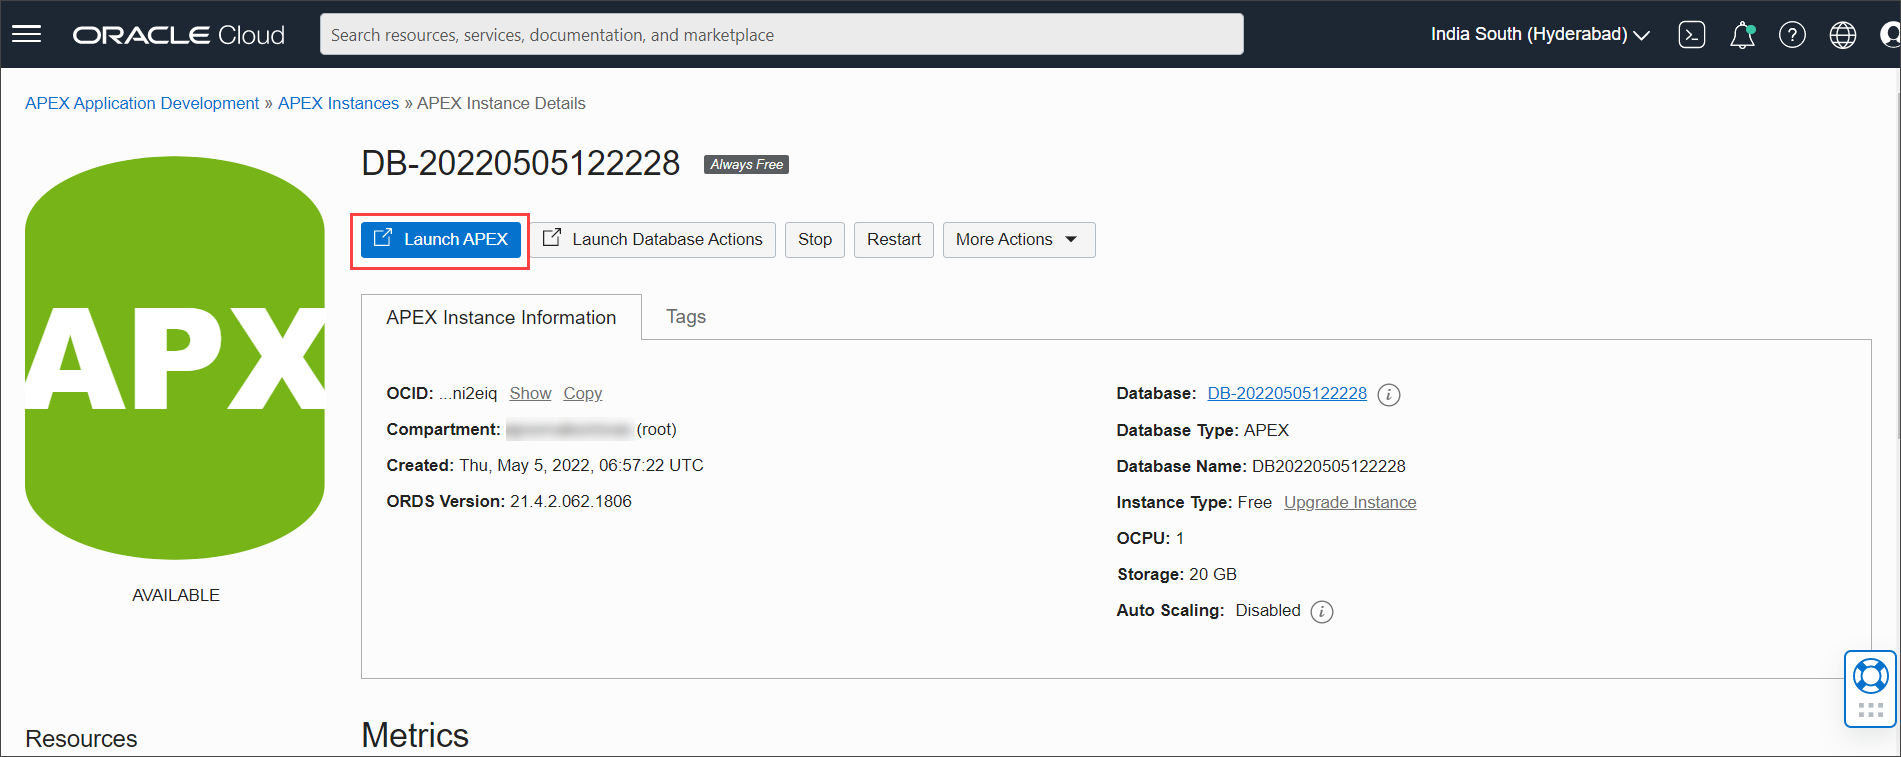 ORACLE Cloud
Search resources, services, documentation, and marketplace
India South (Hyderabad)
APEX Application Development » APEX Instances » APEX Instance Details
DB-20220505122228 Always Free
Launch APEX Launch Database Actions Stop Restart More Actions
APX
AVAILABLE
APEX Instance Information Tags
OCID: ...ni2eiq Show Copy
Compartment: (root)
Created: Thu, May 5, 2022, 06:57:22 UTC
ORDS Version: 21.4.2.062.1806
Database: DB-20220505122228 i
Database Type: APEX
Database Name: DB20220505122228
Instance Type: Free Upgrade Instance
OCPU: 1
Storage: 20 GB
Auto Scaling: Disabled i
Resources
Metrics